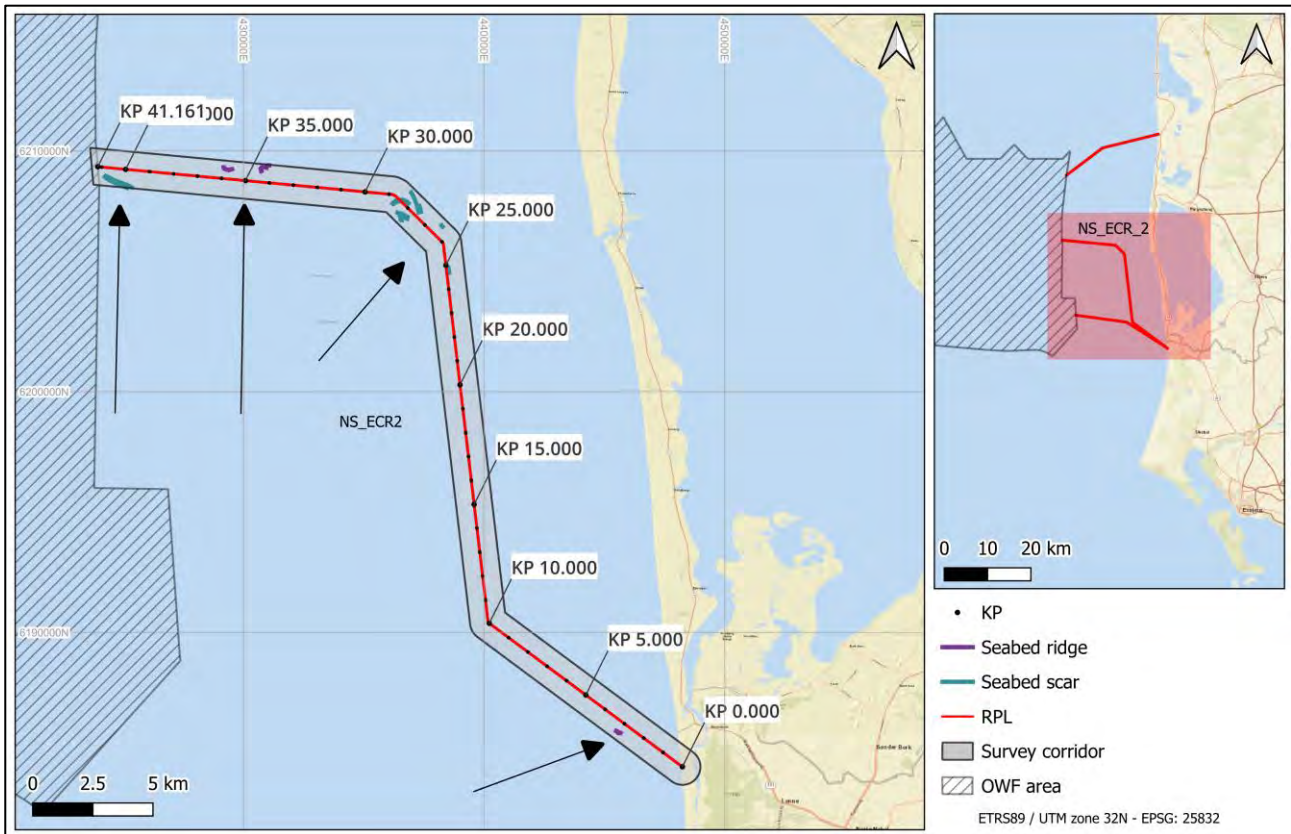 430000E
440000E
450000E
KP 41.161
000
KP 35.000
KP 30.000
6210000N
KP 25.000
KP 20.000
6200000N
NS_ECR2
KP 15.000
KP 10.000
6190000N
KP 5.000
KP 0.000
0 2.5 5 km
NS_ECR_2
0 10 20 km
KP
Seabed ridge
Seabed scar
RPL
Survey corridor
OWF area
ETRS89 / UTM zone 32N - EPSG: 25832